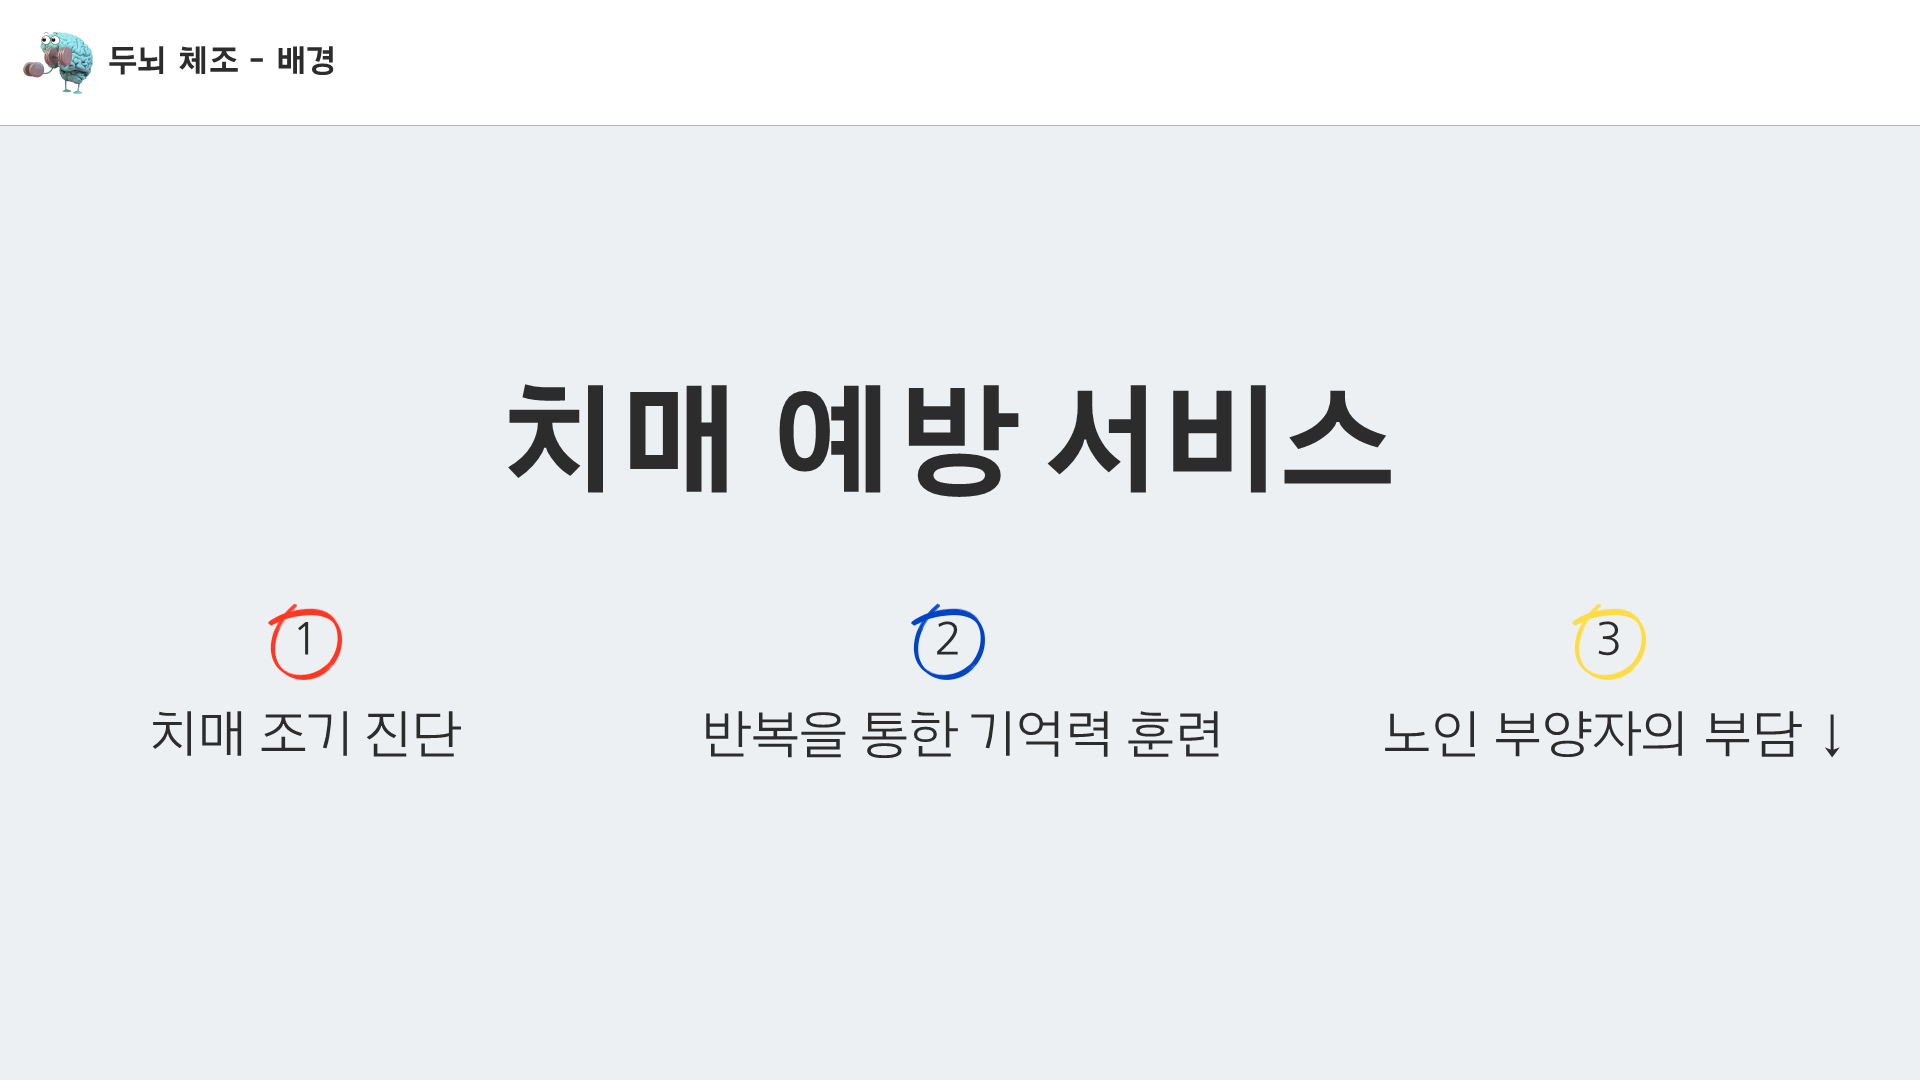 두뇌 체조 - 배경
치매 예방 서비스
1
치매 조기 진단
2
반복을 통한 기억력 훈련
3
노인 부양자의 부담 ↓